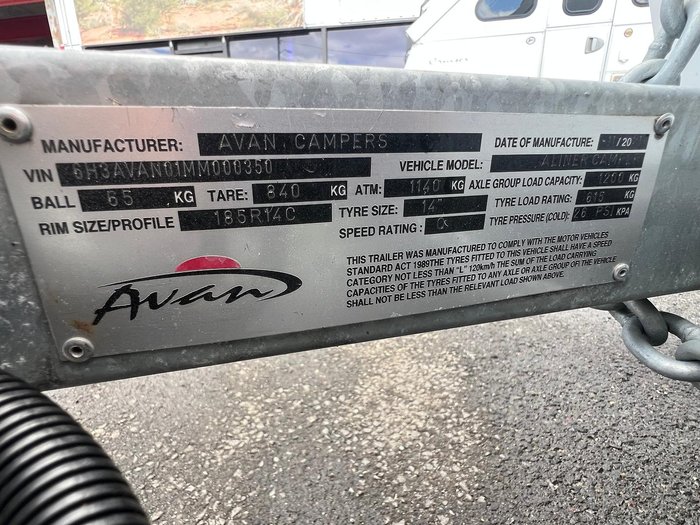 MANUFACTURER: AVAN CAMPERS DATE OF MANUFACTURE: /20
VIN 6H3AVAN01MM000350 VEHICLE MODEL: ALINER
BALL 65 KG TARE: 840 KG ATM: 1140 KG AXLE GROUP LOAD CAPACITY: 1200 KG
RIM SIZE/PROFILE 185R14C TYRE SIZE: 14" TYRE LOAD RATING: 615 KG
SPEED RATING : TYRE PRESSURE (COLD): 26 PSI KPA
THIS TRAILER WAS MANUFACTURED TO COMPLY WITH THE MOTOR VEHICLES
STANDARD ACT 1989THE TYRES FITTED TO THIS VEHICLE SHALL HAVE A SPEED
CATEGORY NOT LESS THAN "L" 120km/h THE SUM OF THE LOAD CARRYING
CAPACITIES OF THE TYRES FITTED TO ANY AXLE OR AXLE GROUP OF THE VEHICLE
SHALL NOT BE LESS THAN THE RELEVANT LOAD SHOWN ABOVE.
Avan